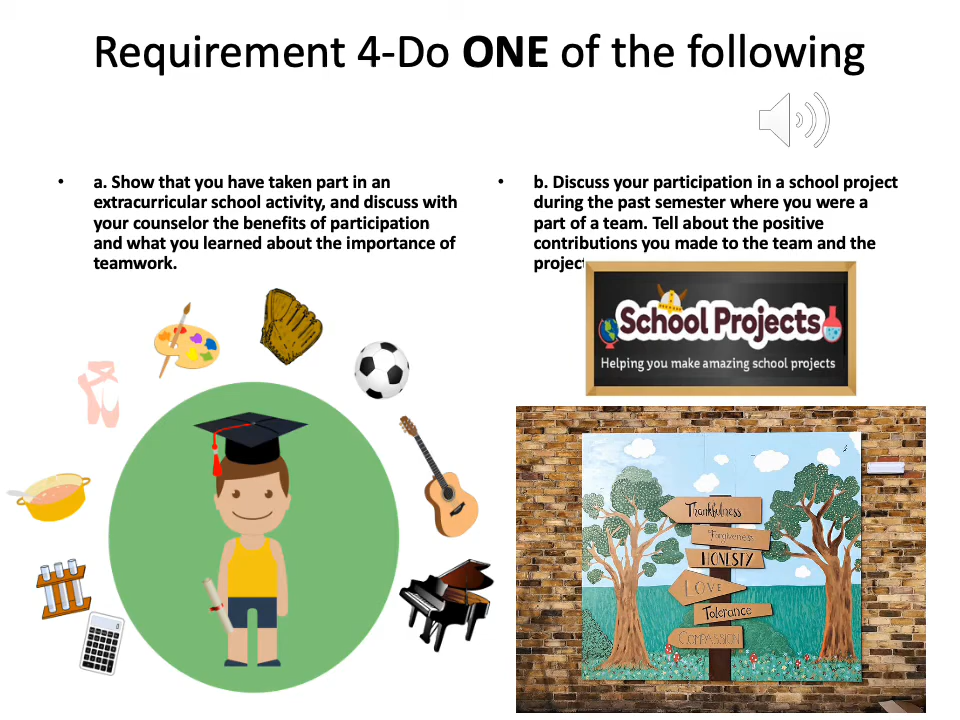 Requirement 4-Do ONE of the following
• a. Show that you have taken part in an
extracurricular school activity, and discuss with
your counselor the benefits of participation
and what you learned about the importance of
teamwork.
• b. Discuss your participation in a school project
during the past semester where you were a
part of a team. Tell about the positive
contributions you made to the team and the
project
School Projects
Helping you make amazing school projects
Thankfulness
Forgiveness
HONESTY
LOVE
Tolerance
COMPASSION